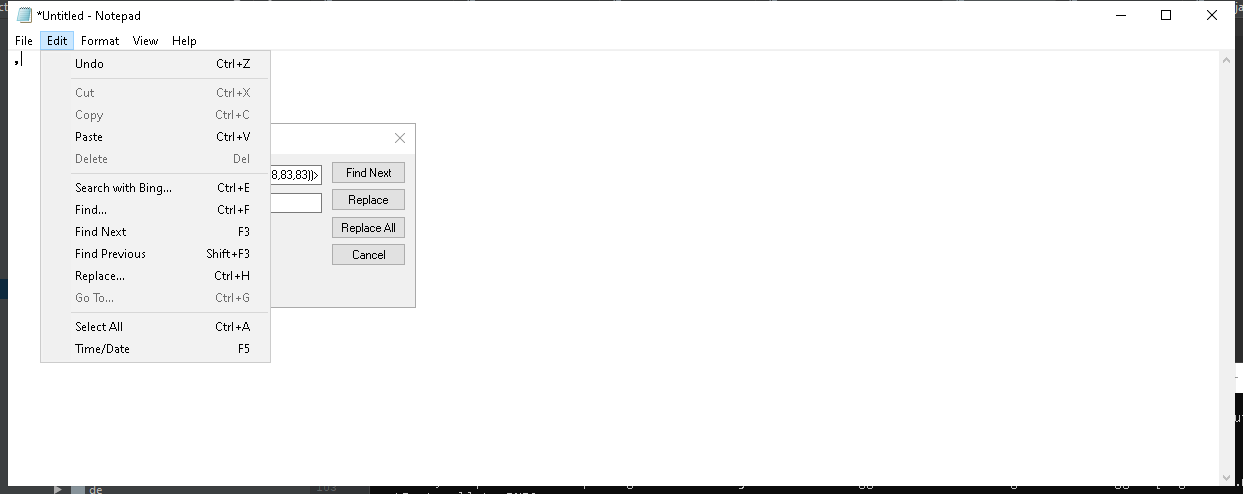 *Untitled - Notepad
File Edit Format View Help
,
Undo Ctrl+Z
Cut Ctrl+X
Copy Ctrl+C
Paste Ctrl+V
Delete Del
Search with Bing... Ctrl+E
Find... Ctrl+F
Find Next F3
Find Previous Shift+F3
Replace... Ctrl+H
Go To... Ctrl+G
Select All Ctrl+A
Time/Date F5
8,83,83))>
Find Next
Replace
Replace All
Cancel
de
103